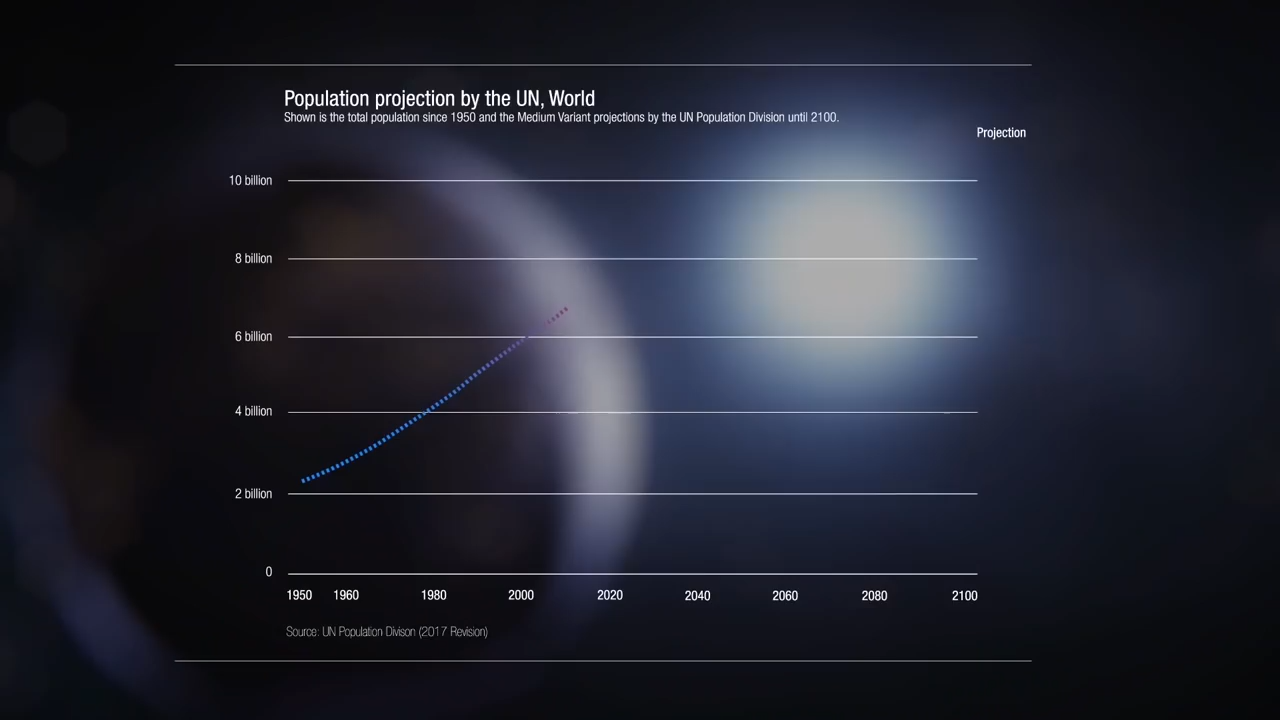 Population projection by the UN, World
Shown is the total population since 1950 and the Medium Variant projections by the UN Population Division until 2100.
Projection
10 billion
8 billion
6 billion
4 billion
2 billion
0
1950 1960 1980 2000 2020 2040 2060 2080 2100
Source: UN Population Divison (2017 Revision)